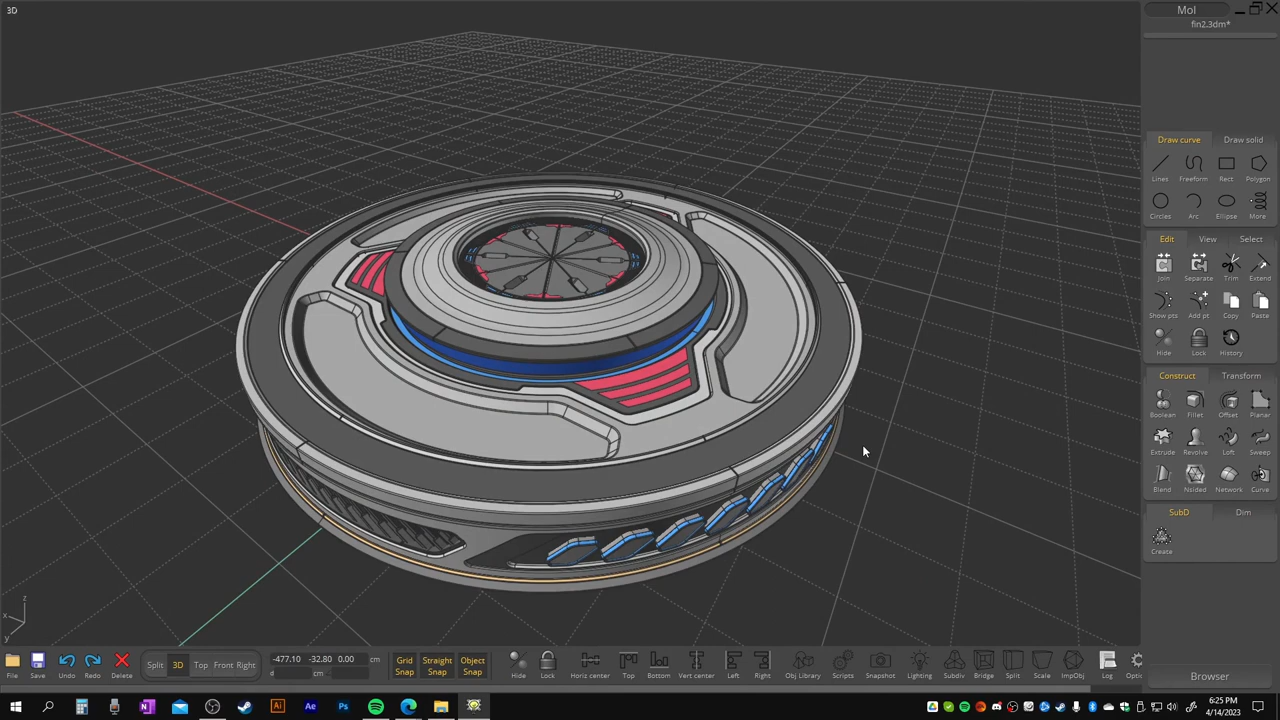 3D
MoI
fin2.3dm*
Draw curve Draw solid
Lines Freeform Rect Polygon
Circles Arc Ellipse More
Edit View Select
Join Separate Trim Extend
Show pts Add pt Copy Paste
Hide Lock History
Construct Transform
Boolean Fillet Offset Planar
Extrude Revolve Loft Sweep
Blend Nsided Network Curve
SubD Dim
Create
z
x
y
File Save Undo Redo Delete
Split 3D Top Front Right
-477.10 -32.80 0.00 cm
d cm
Grid Snap
Straight Snap
Object Snap
Hide Lock Horiz center Top Bottom Vert center Left Right Obj Library Scripts Snapshot Lighting Subdiv Bridge Split Scale ImpObj Log Optic
Browser
N Ai Ae Ps
6:25 PM
4/14/2023